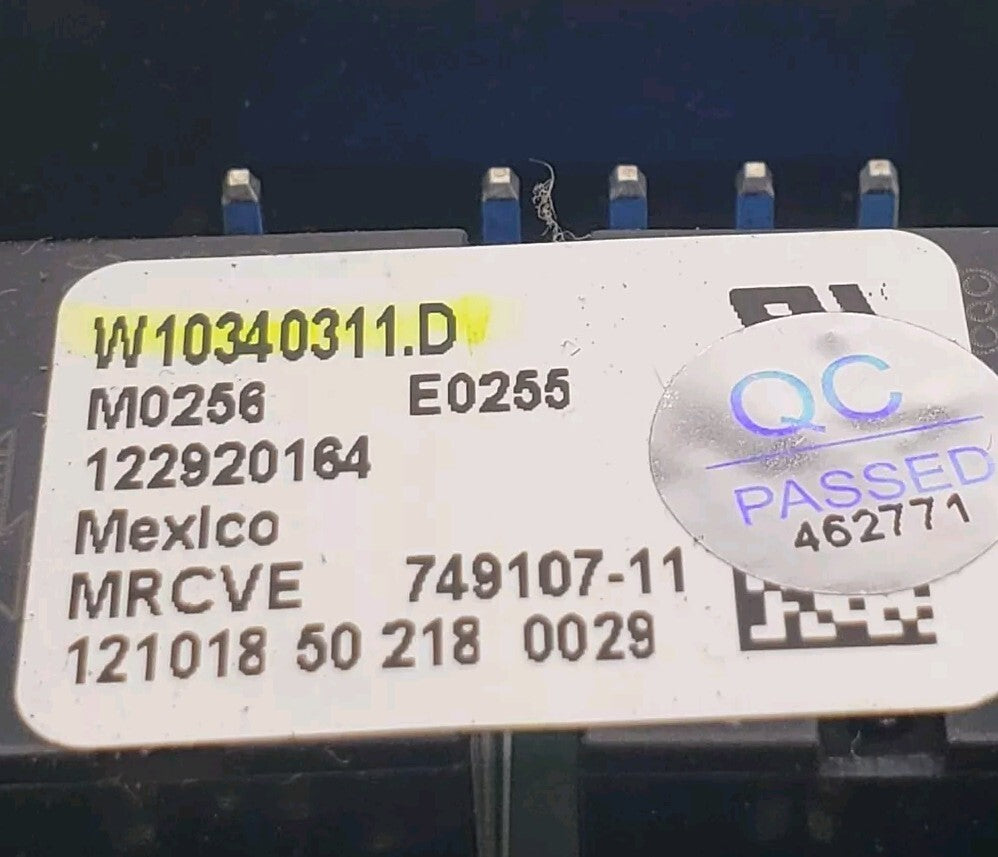 W10340311.D
M0256 E0255
122920164
Mexico
MRCVE 749107-11
121018 50 218 0029
QC
PASSED
462771